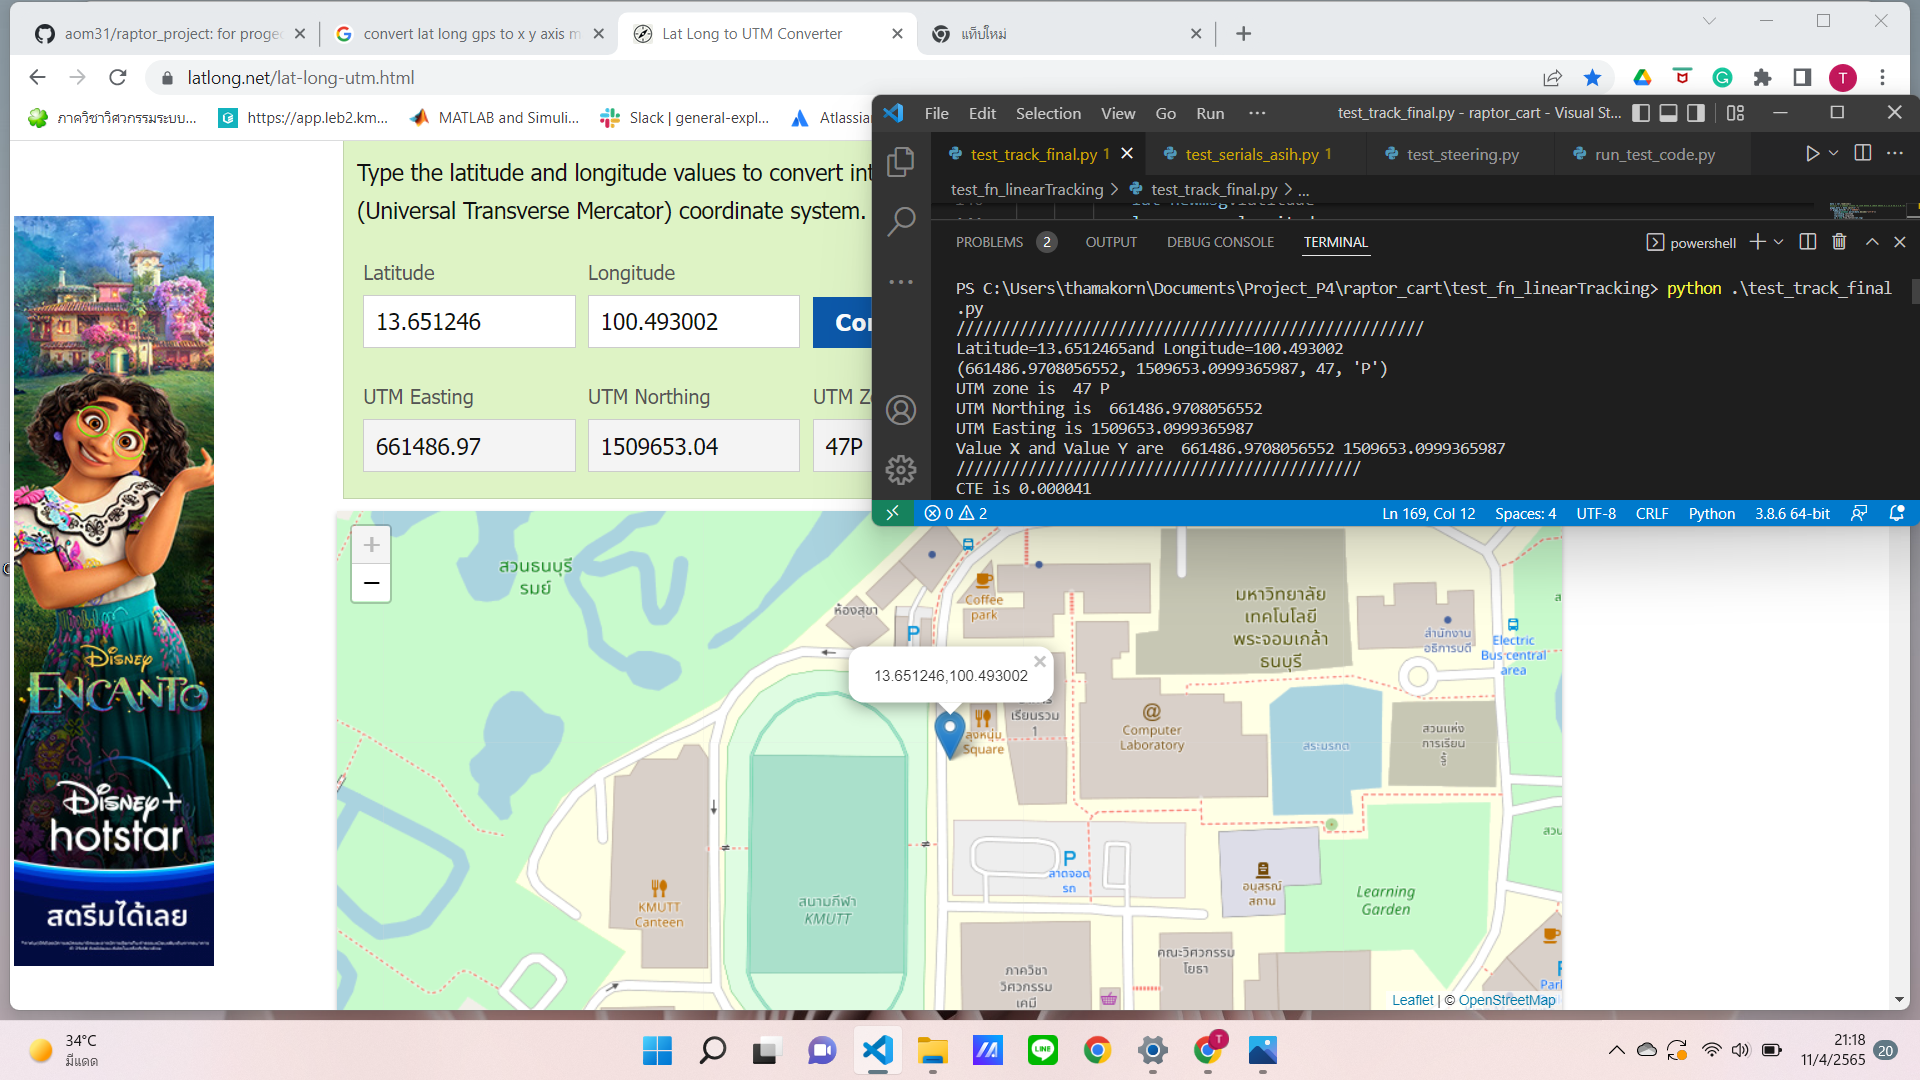 aom31/raptor_project: for proge
convert lat long gps to x y axis m
Lat Long to UTM Converter
แท็บใหม่
latlong.net/lat-long-utm.html
T
ภาควิชาวิศวกรรมระบบ...
https://app.leb2.km...
MATLAB and Simuli...
Slack | general-expl...
Atlassia
Type the latitude and longitude values to convert int
(Universal Transverse Mercator) coordinate system.
Latitude
Longitude
13.651246
100.493002
Co
UTM Easting
UTM Northing
UTM Z
661486.97
1509653.04
47P
File Edit Selection View Go Run ...
test_track_final.py - raptor_cart - Visual St...
test_track_final.py 1
test_serials_asih.py 1
test_steering.py
run_test_code.py
test_fn_linearTracking > test_track_final.py > ...
PROBLEMS 2 OUTPUT DEBUG CONSOLE TERMINAL
powershell
PS C:\Users\thamakorn\Documents\Project_P4\raptor_cart\test_fn_linearTracking> python .\test_track_final
.py
////////////////////////////////////////////////////
Latitude=13.6512465and Longitude=100.493002
(661486.9708056552, 1509653.0999365987, 47, 'P')
UTM zone is  47 P
UTM Northing is  661486.9708056552
UTM Easting is 1509653.0999365987
Value X and Value Y are  661486.9708056552 1509653.0999365987
/////////////////////////////////////////////
CTE is 0.000041
0 2
Ln 169, Col 12 Spaces: 4 UTF-8 CRLF Python 3.8.6 64-bit
+
−
สวนธนบุรี
รมย์
ห้องสุขา
Coffee
park
P
มหาวิทยาลัย
เทคโนโลยี
พระจอมเกล้า
ธนบุรี
สำนักงาน
อธิการบดี
Electric
Bus central
area
13.651246,100.493002
ลุงหนุ่ม
Square
เรียนรวม
1
@
Computer
Laboratory
สระมรกต
สวนแห่ง
การเรียน
รู้
KMUTT
Canteen
สนามกีฬา
KMUTT
P
ลาดจอด
รถ
อนุสรณ์
สถาน
Learning
Garden
ภาควิชา
วิศวกรรม
เคมี
คณะวิศวกรรม
โยธา
Leaflet | © OpenStreetMap
Disney
ENCANTO
Disney+
hotstar
สตรีมได้เลย
34°C
มีแดด
LINE
T
21:18
11/4/2565
20